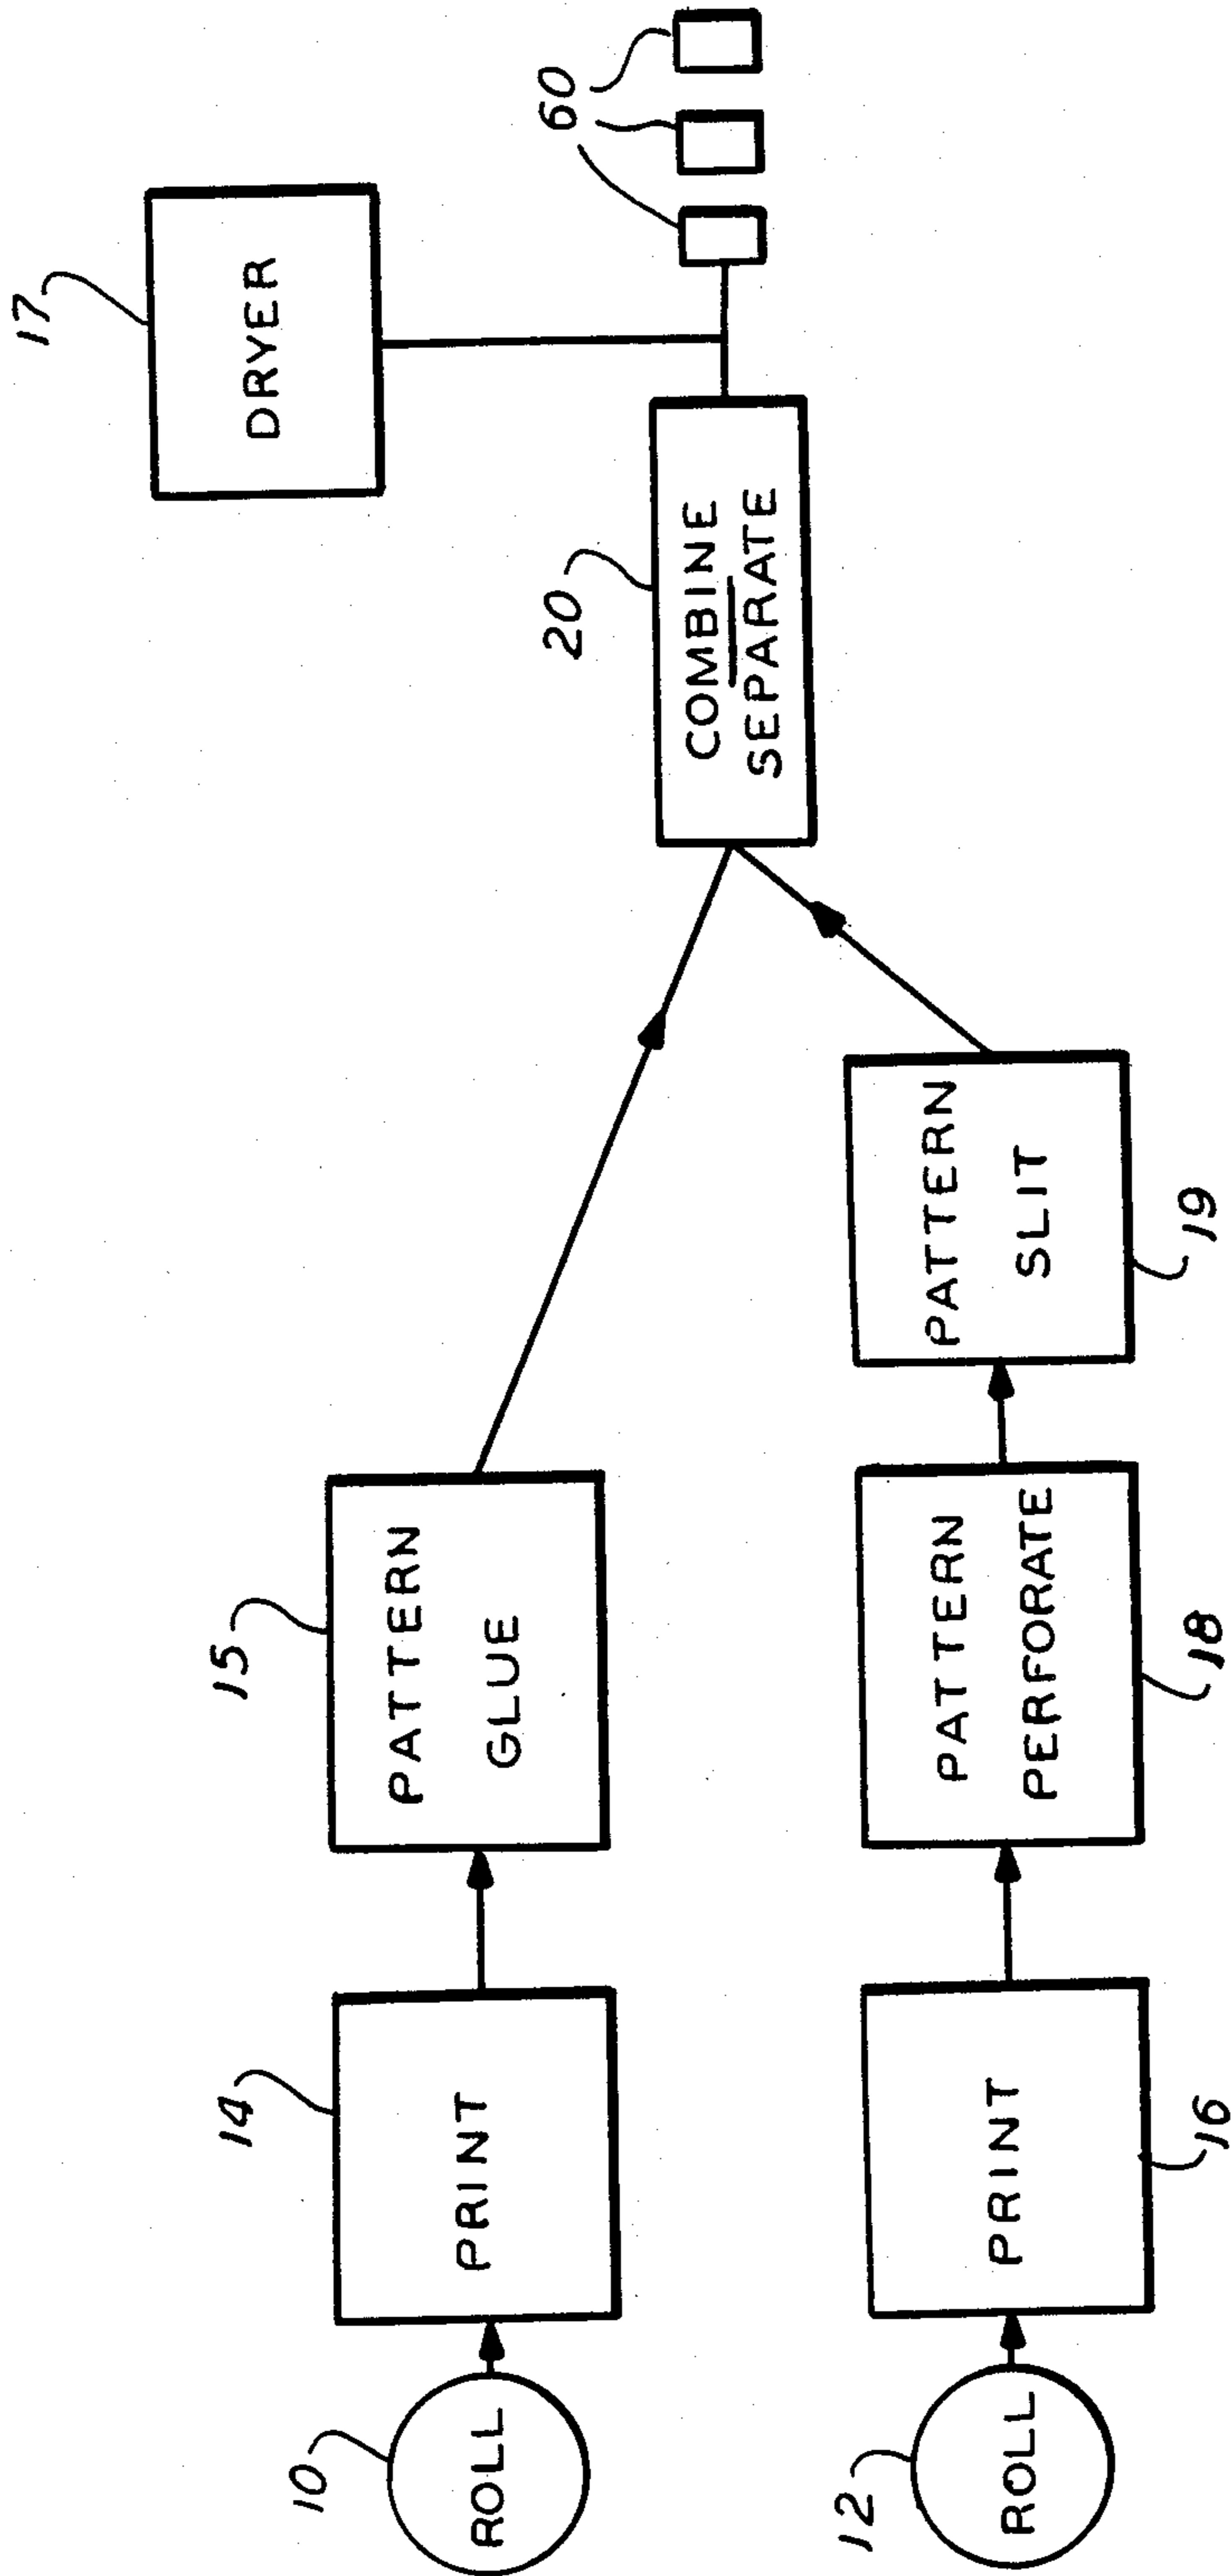 17
DRYER
60
20
COMBINE
SEPARATE
15
PATTERN
GLUE
14
PRINT
10
ROLL
PATTERN
SLIT
19
PATTERN
PERFORATE
18
PRINT
16
12
ROLL